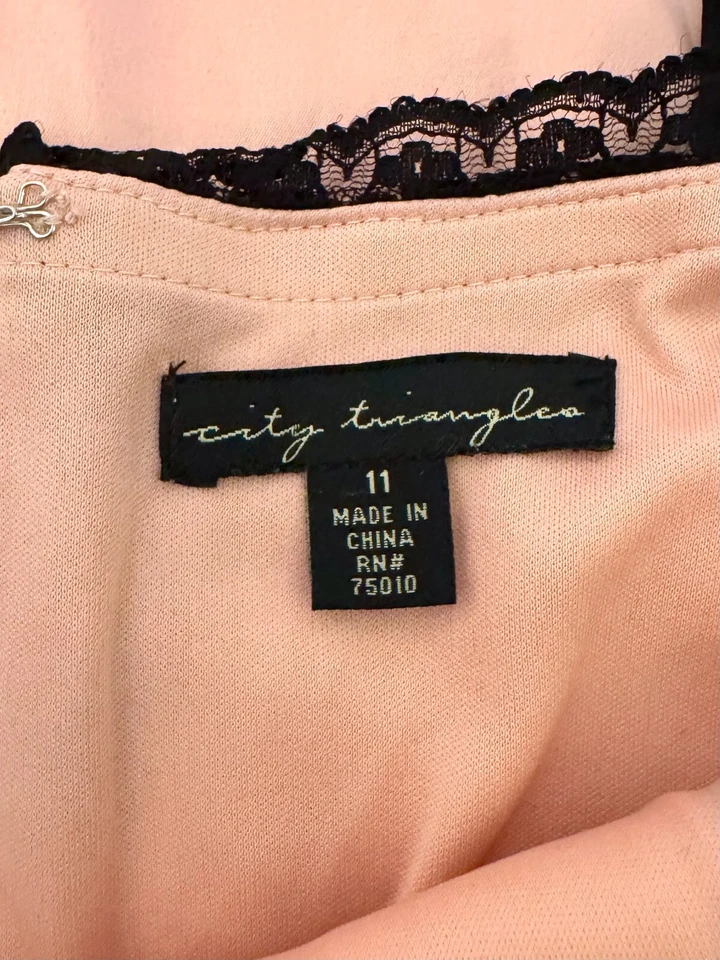 city triangles
11
MADE IN
CHINA
RN#
75010